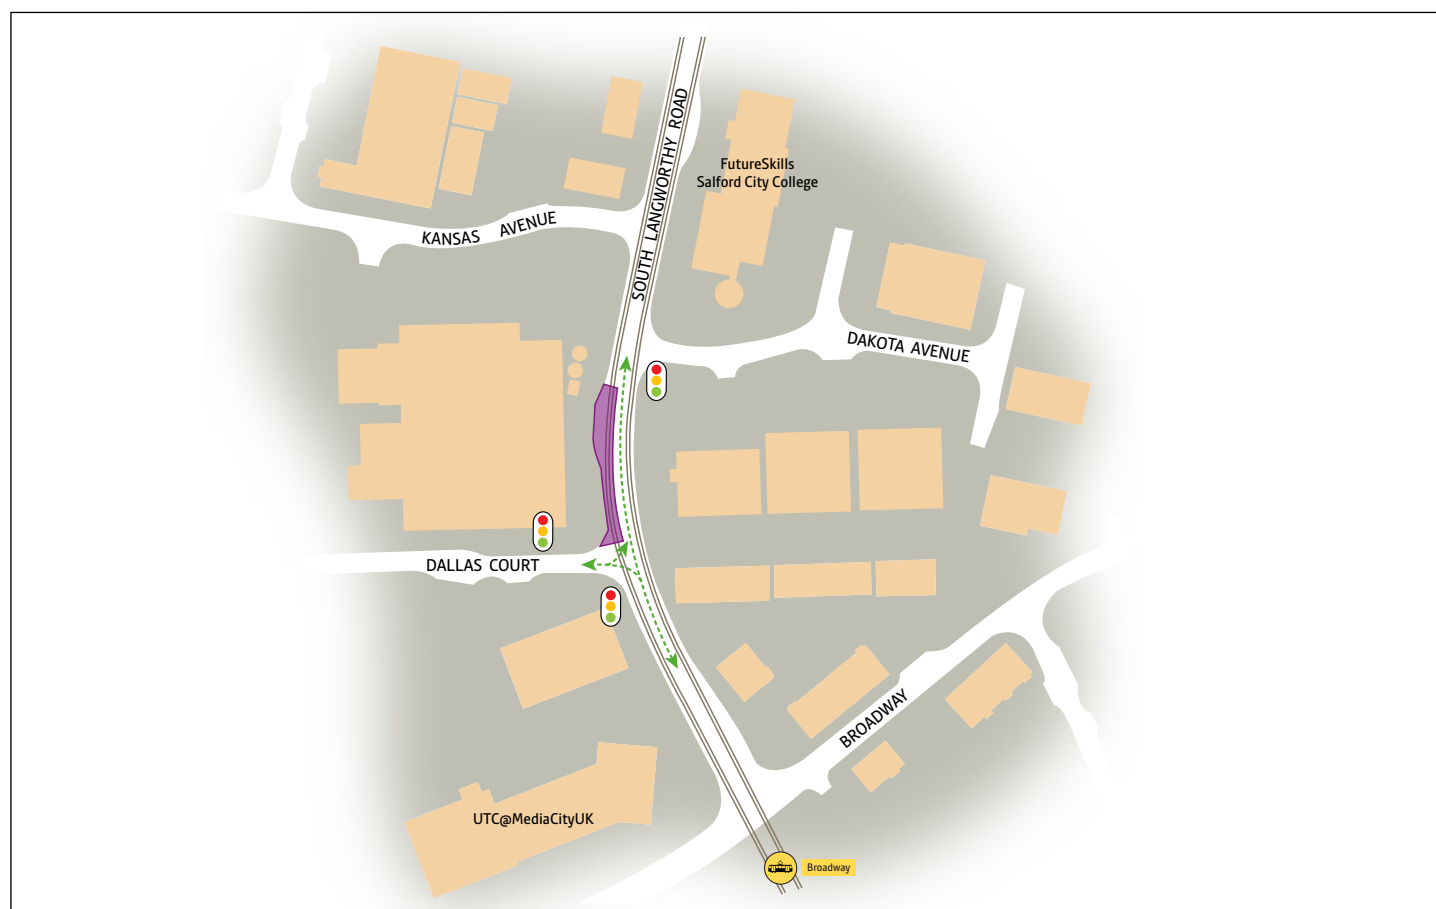 SOUTH LANGWORTHY ROAD
FutureSkills
Salford City College
KANSAS AVENUE
DAKOTA AVENUE
DALLAS COURT
BROADWAY
UTC@MediaCityUK
Broadway